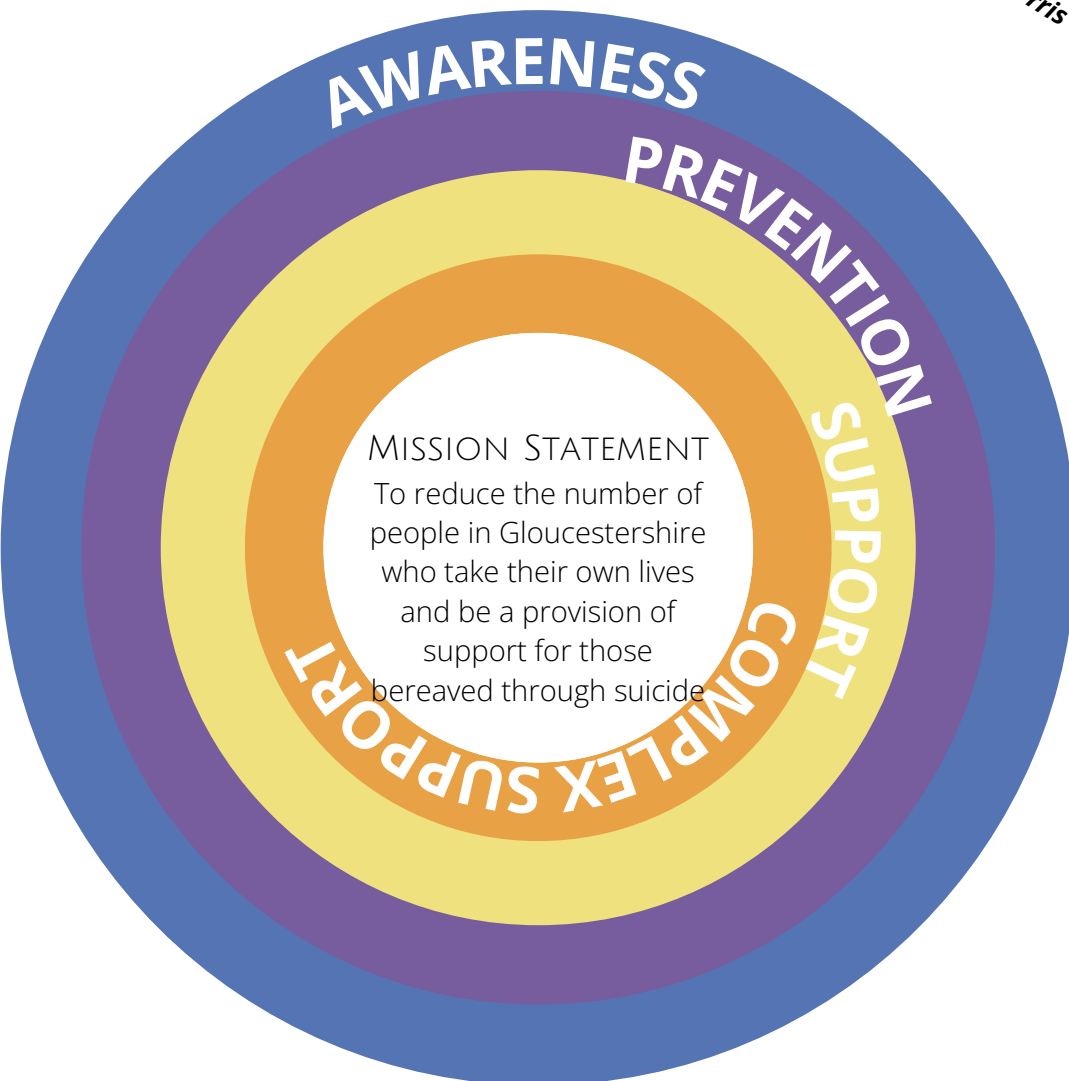 AWARENESS
PREVENTION
SUPPORT
COMPLEX SUPPORT
MISSION STATEMENT
To reduce the number of
people in Gloucestershire
who take their own lives
and be a provision of
support for those
bereaved through suicide